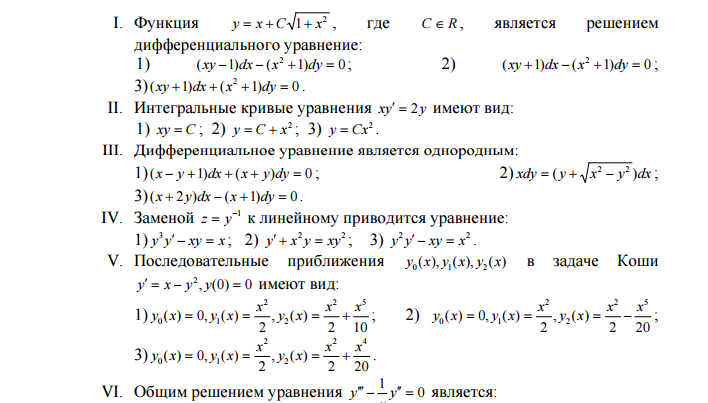 I. Функция y = x + C√(1 + x²), где C ∈ R, является решением
дифференциального уравнение:
1) (xy − 1)dx − (x² + 1)dy = 0; 2) (xy + 1)dx − (x² + 1)dy = 0;
3) (xy + 1)dx + (x² + 1)dy = 0.
II. Интегральные кривые уравнения xy′ = 2y имеют вид:
1) xy = C; 2) y = C + x²; 3) y = Cx².
III. Дифференциальное уравнение является однородным:
1) (x − y + 1)dx + (x + y)dy = 0; 2) xdy = (y + √(x² − y²))dx;
3) (x + 2y)dx − (x + 1)dy = 0.
IV. Заменой z = y⁻¹ к линейному приводится уравнение:
1) y³y′ − xy = x; 2) y′ + x²y = xy²; 3) y²y′ − xy = x².
V. Последовательные приближения y₀(x), y₁(x), y₂(x) в задаче Коши
y′ = x − y², y(0) = 0 имеют вид:
1) y₀(x) = 0, y₁(x) = x²/2, y₂(x) = x²/2 + x⁵/10; 2) y₀(x) = 0, y₁(x) = x²/2, y₂(x) = x²/2 − x⁵/20;
3) y₀(x) = 0, y₁(x) = x²/2, y₂(x) = x²/2 + x⁴/20.
VI. Общим решением уравнения y‴ − 1/ y″ = 0 является: